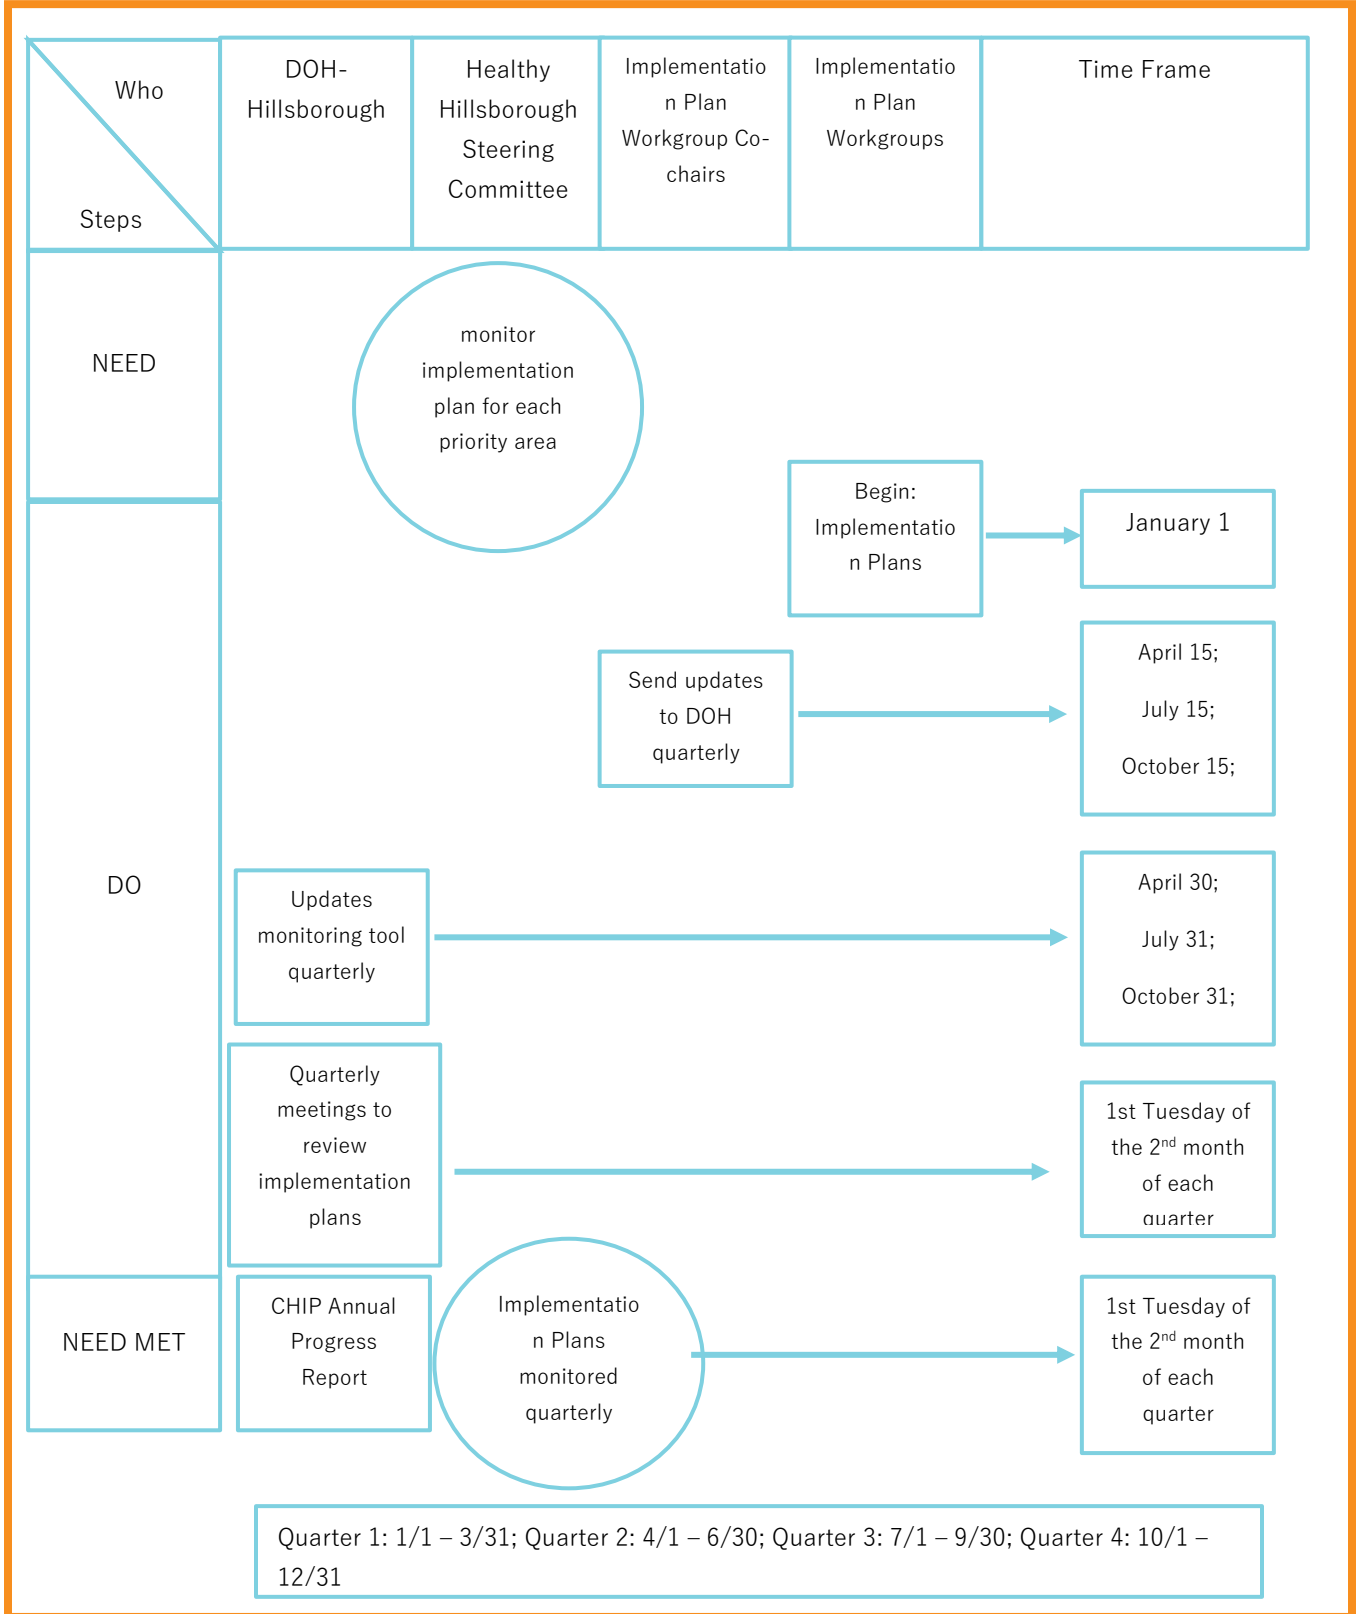 Who
Steps
DOH-
Hillsborough
Healthy
Hillsborough
Steering
Committee
Implementatio
n Plan
Workgroup Co-
chairs
Implementatio
n Plan
Workgroups
Time Frame
NEED
monitor
implementation
plan for each
priority area
Begin:
Implementatio
n Plans
January 1
Send updates
to DOH
quarterly
April 15;
July 15;
October 15;
DO
Updates
monitoring tool
quarterly
April 30;
July 31;
October 31;
Quarterly
meetings to
review
implementation
plans
1st Tuesday of
the 2nd month
of each
quarter
NEED MET
CHIP Annual
Progress
Report
Implementatio
n Plans
monitored
quarterly
1st Tuesday of
the 2nd month
of each
quarter
Quarter 1: 1/1 – 3/31; Quarter 2: 4/1 – 6/30; Quarter 3: 7/1 – 9/30; Quarter 4: 10/1 –
12/31